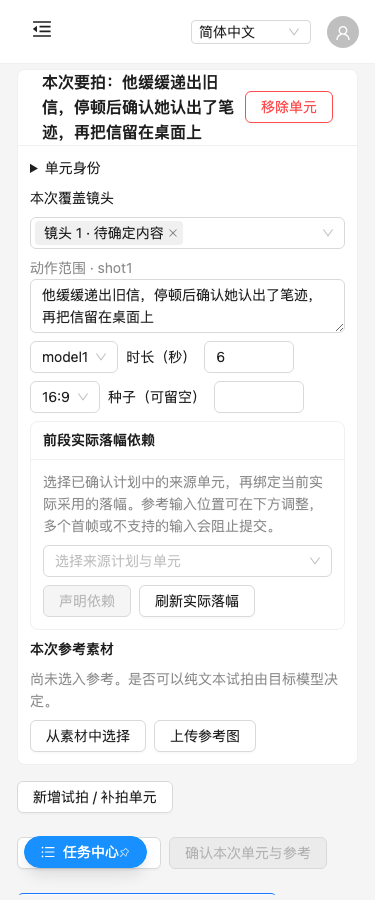 简体中文
本次要拍：他缓缓递出旧
信，停顿后确认她认出了笔
迹，再把信留在桌面上
移除单元
单元身份
本次覆盖镜头
镜头 1 · 待确定内容
动作范围 · shot1
他缓缓递出旧信，停顿后确认她认出了笔迹，
再把信留在桌面上
model1 时长（秒） 6
16:9 种子（可留空）
前段实际落幅依赖
选择已确认计划中的来源单元，再绑定当前实
际采用的落幅。参考输入位置可在下方调整，
多个首帧或不支持的输入会阻止提交。
选择来源计划与单元
声明依赖 刷新实际落幅
本次参考素材
尚未选入参考。是否可以纯文本试拍由目标模型决
定。
从素材中选择 上传参考图
新增试拍 / 补拍单元
任务中心 确认本次单元与参考